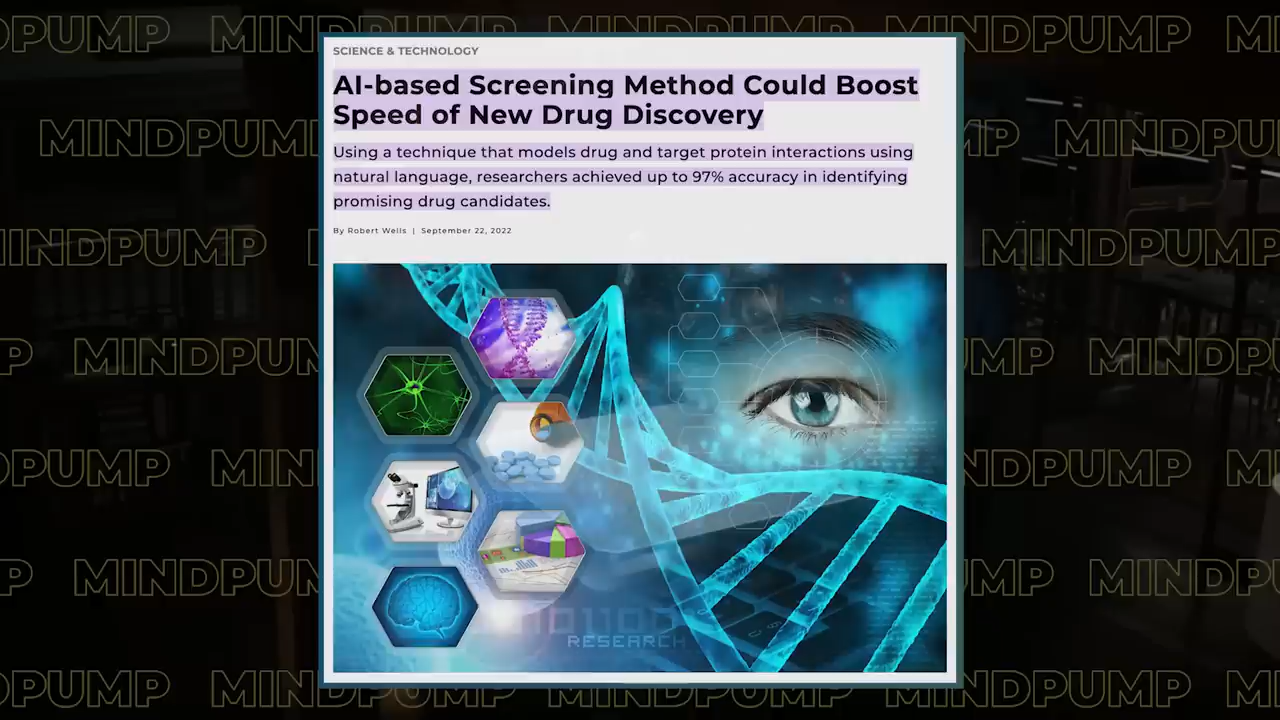 SCIENCE & TECHNOLOGY
AI-based Screening Method Could Boost
Speed of New Drug Discovery
Using a technique that models drug and target protein interactions using
natural language, researchers achieved up to 97% accuracy in identifying
promising drug candidates.
By Robert Wells | September 22, 2022
RESEARCH
MINDPUMP